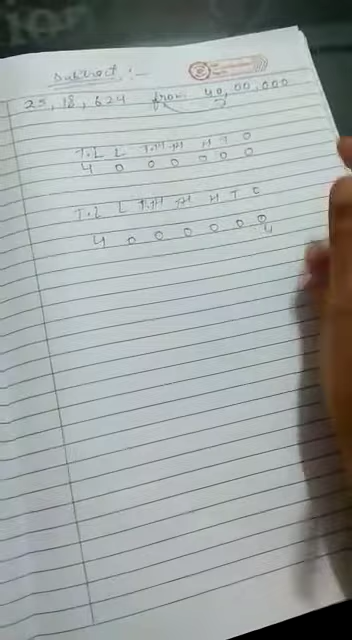 Subtract :-
25, 18, 624 from 40, 00, 000
T.L L T.TH TH H T O
4 0 0 0 0 0 0
T.L L T.TH TH H T O
4 0 0 0 0 0 0
4